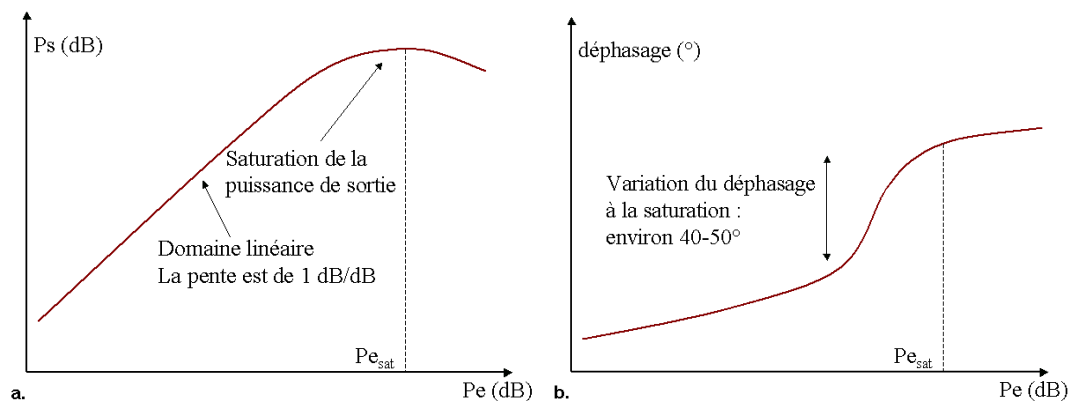 Ps (dB)
Saturation de la
puissance de sortie
Domaine linéaire
La pente est de 1 dB/dB
Pesat
Pe (dB)
a.
déphasage (°)
Variation du déphasage
à la saturation :
environ 40-50°
Pesat
Pe (dB)
b.